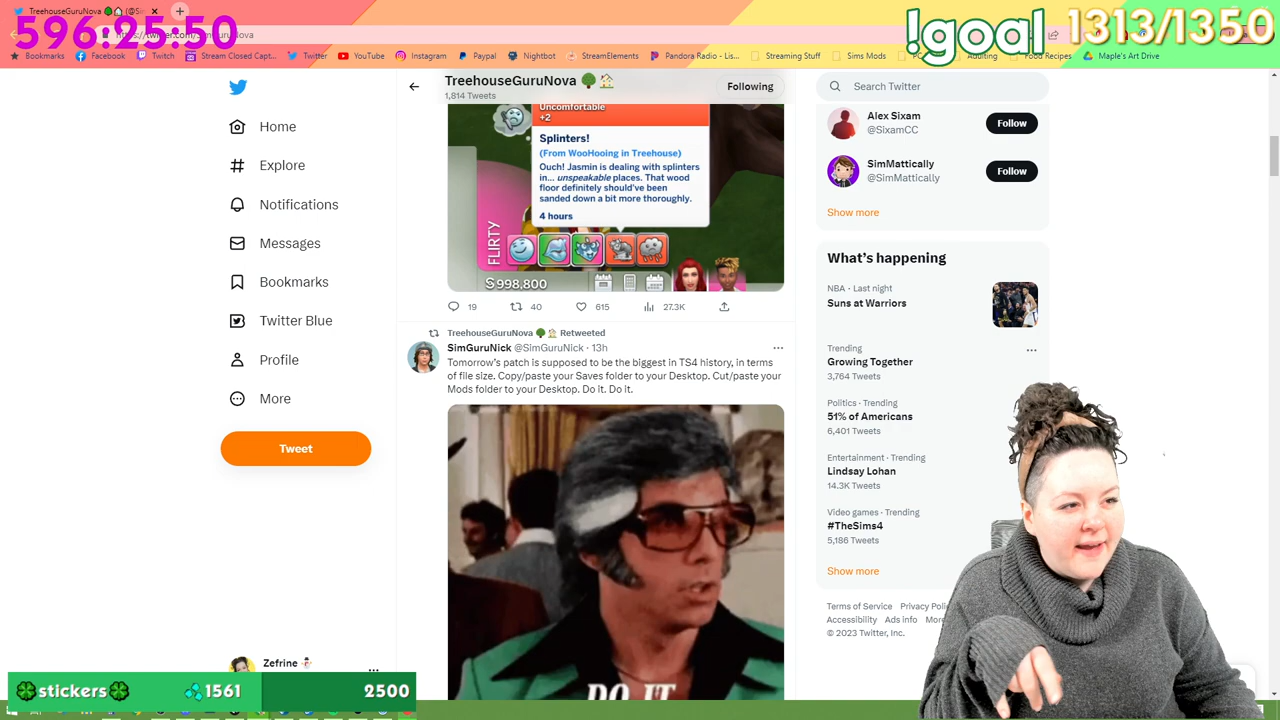 TreehouseGuruNova 🌳🏠 (@Si
596:25:50
!goal 1313/1350
Bookmarks
Facebook
Twitch
Stream Closed Capt...
Twitter
YouTube
Instagram
Paypal
Nightbot
StreamElements
Pandora Radio - Lis...
Streaming Stuff
Sims Mods
Food Recipes
Maple's Art Drive
TreehouseGuruNova 🌳🏠
1,814 Tweets
Following
Search Twitter
Home
Explore
Notifications
Messages
Bookmarks
Twitter Blue
Profile
More
Tweet
Zefrine
stickers 1561 2500
Uncomfortable
+2
Splinters!
(From WooHooing in Treehouse)
Ouch! Jasmin is dealing with splinters
in... unspeakable places. That wood
floor definitely should've been
sanded down a bit more thoroughly.
4 hours
FLIRTY
§998,800
19 40 615 27.3K
TreehouseGuruNova 🌳🏠 Retweeted
SimGuruNick @SimGuruNick · 13h
Tomorrow's patch is supposed to be the biggest in TS4 history, in terms
of file size. Copy/paste your Saves folder to your Desktop. Cut/paste your
Mods folder to your Desktop. Do it. Do it.
DO IT
Alex Sixam
@SixamCC
Follow
SimMattically
@SimMattically
Follow
Show more
What's happening
NBA · Last night
Suns at Warriors
Trending
Growing Together
3,764 Tweets
Politics · Trending
51% of Americans
6,401 Tweets
Entertainment · Trending
Lindsay Lohan
14.3K Tweets
Video games · Trending
#TheSims4
5,186 Tweets
Show more
Terms of Service Privacy
Accessibility Ads info
© 2023 Twitter, Inc.